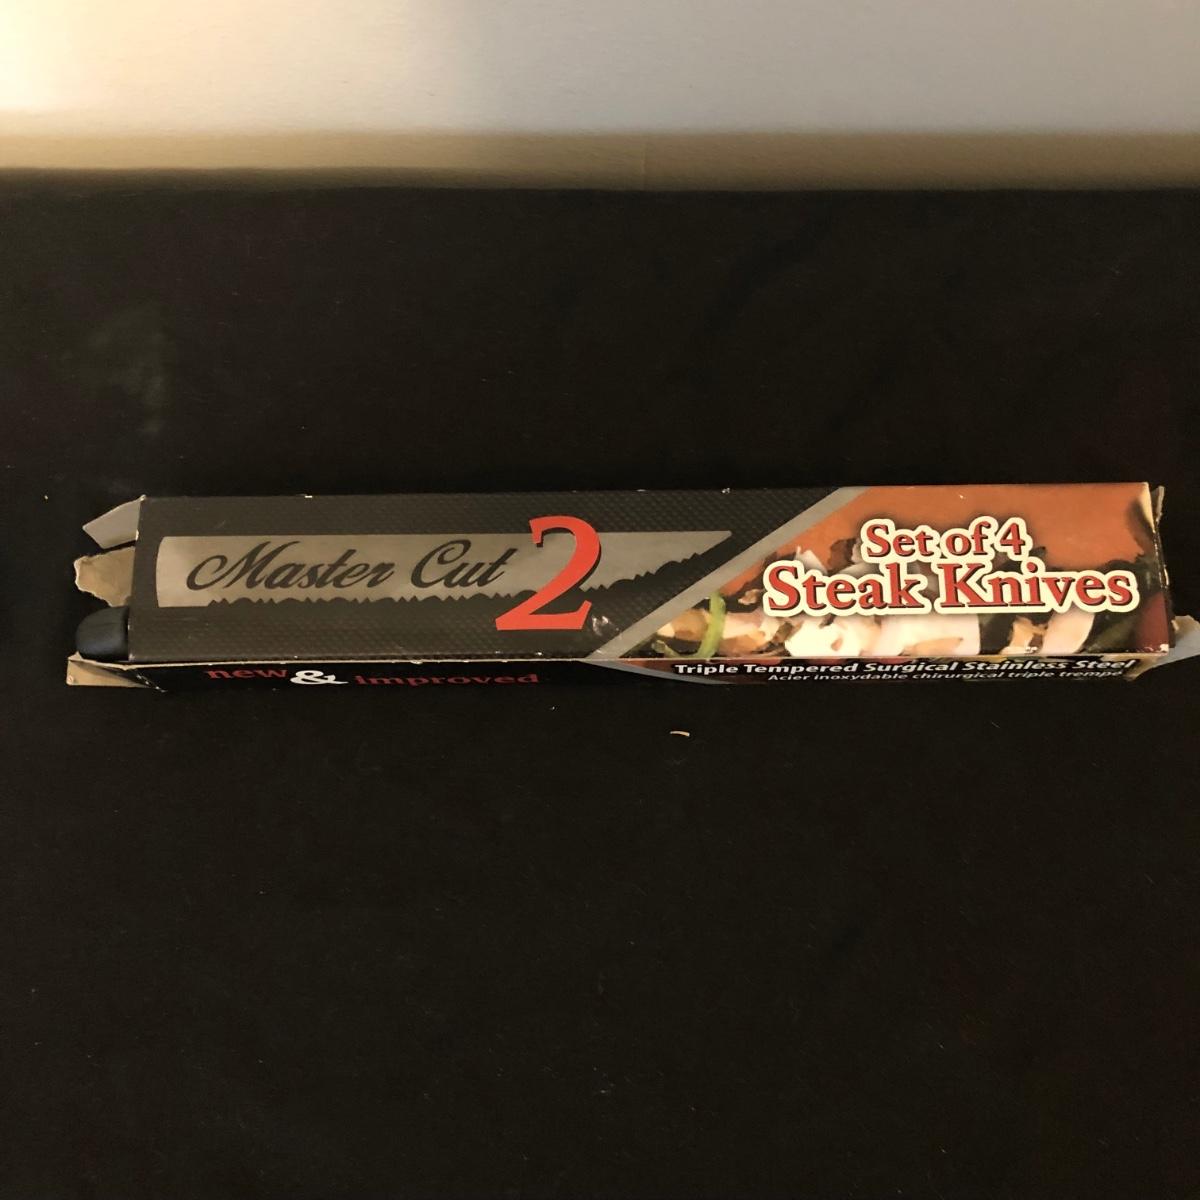 Master Cut 2
Set of 4
Steak Knives
new & improved
Triple Tempered Surgical Stainless Steel
Acier inoxydable chirurgical triple trempé